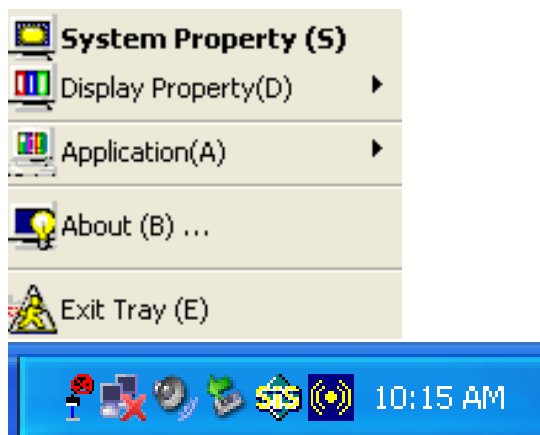 System Property (S)
Display Property(D)
Application(A)
About (B) ...
Exit Tray (E)
SiS 10:15 AM